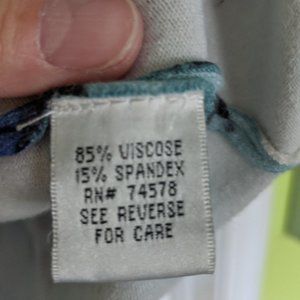 85% VISCOSE
15% SPANDEX
RN# 74578
SEE REVERSE
FOR CARE